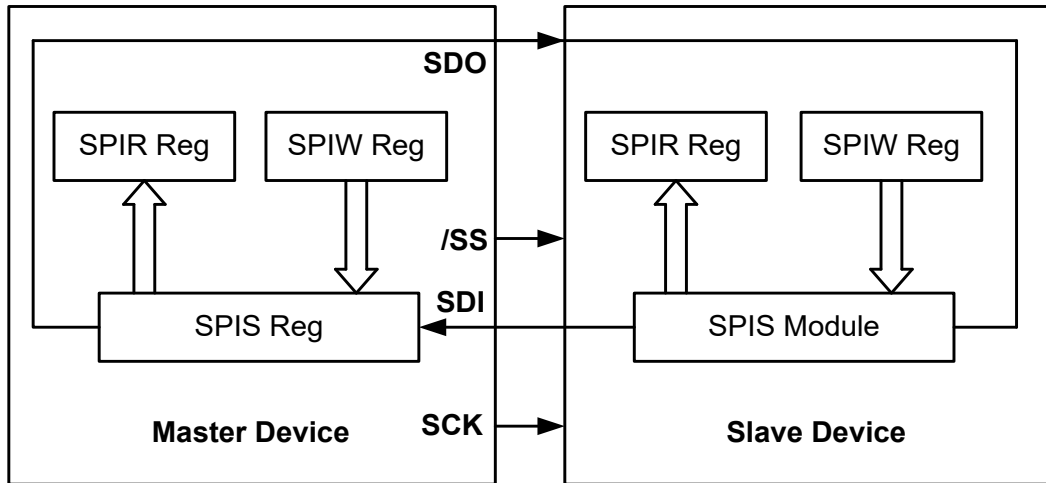 SDO
SPIR Reg
SPIW Reg
SPIR Reg
SPIW Reg
/SS
SDI
SPIS Reg
SPIS Module
Master Device
SCK
Slave Device